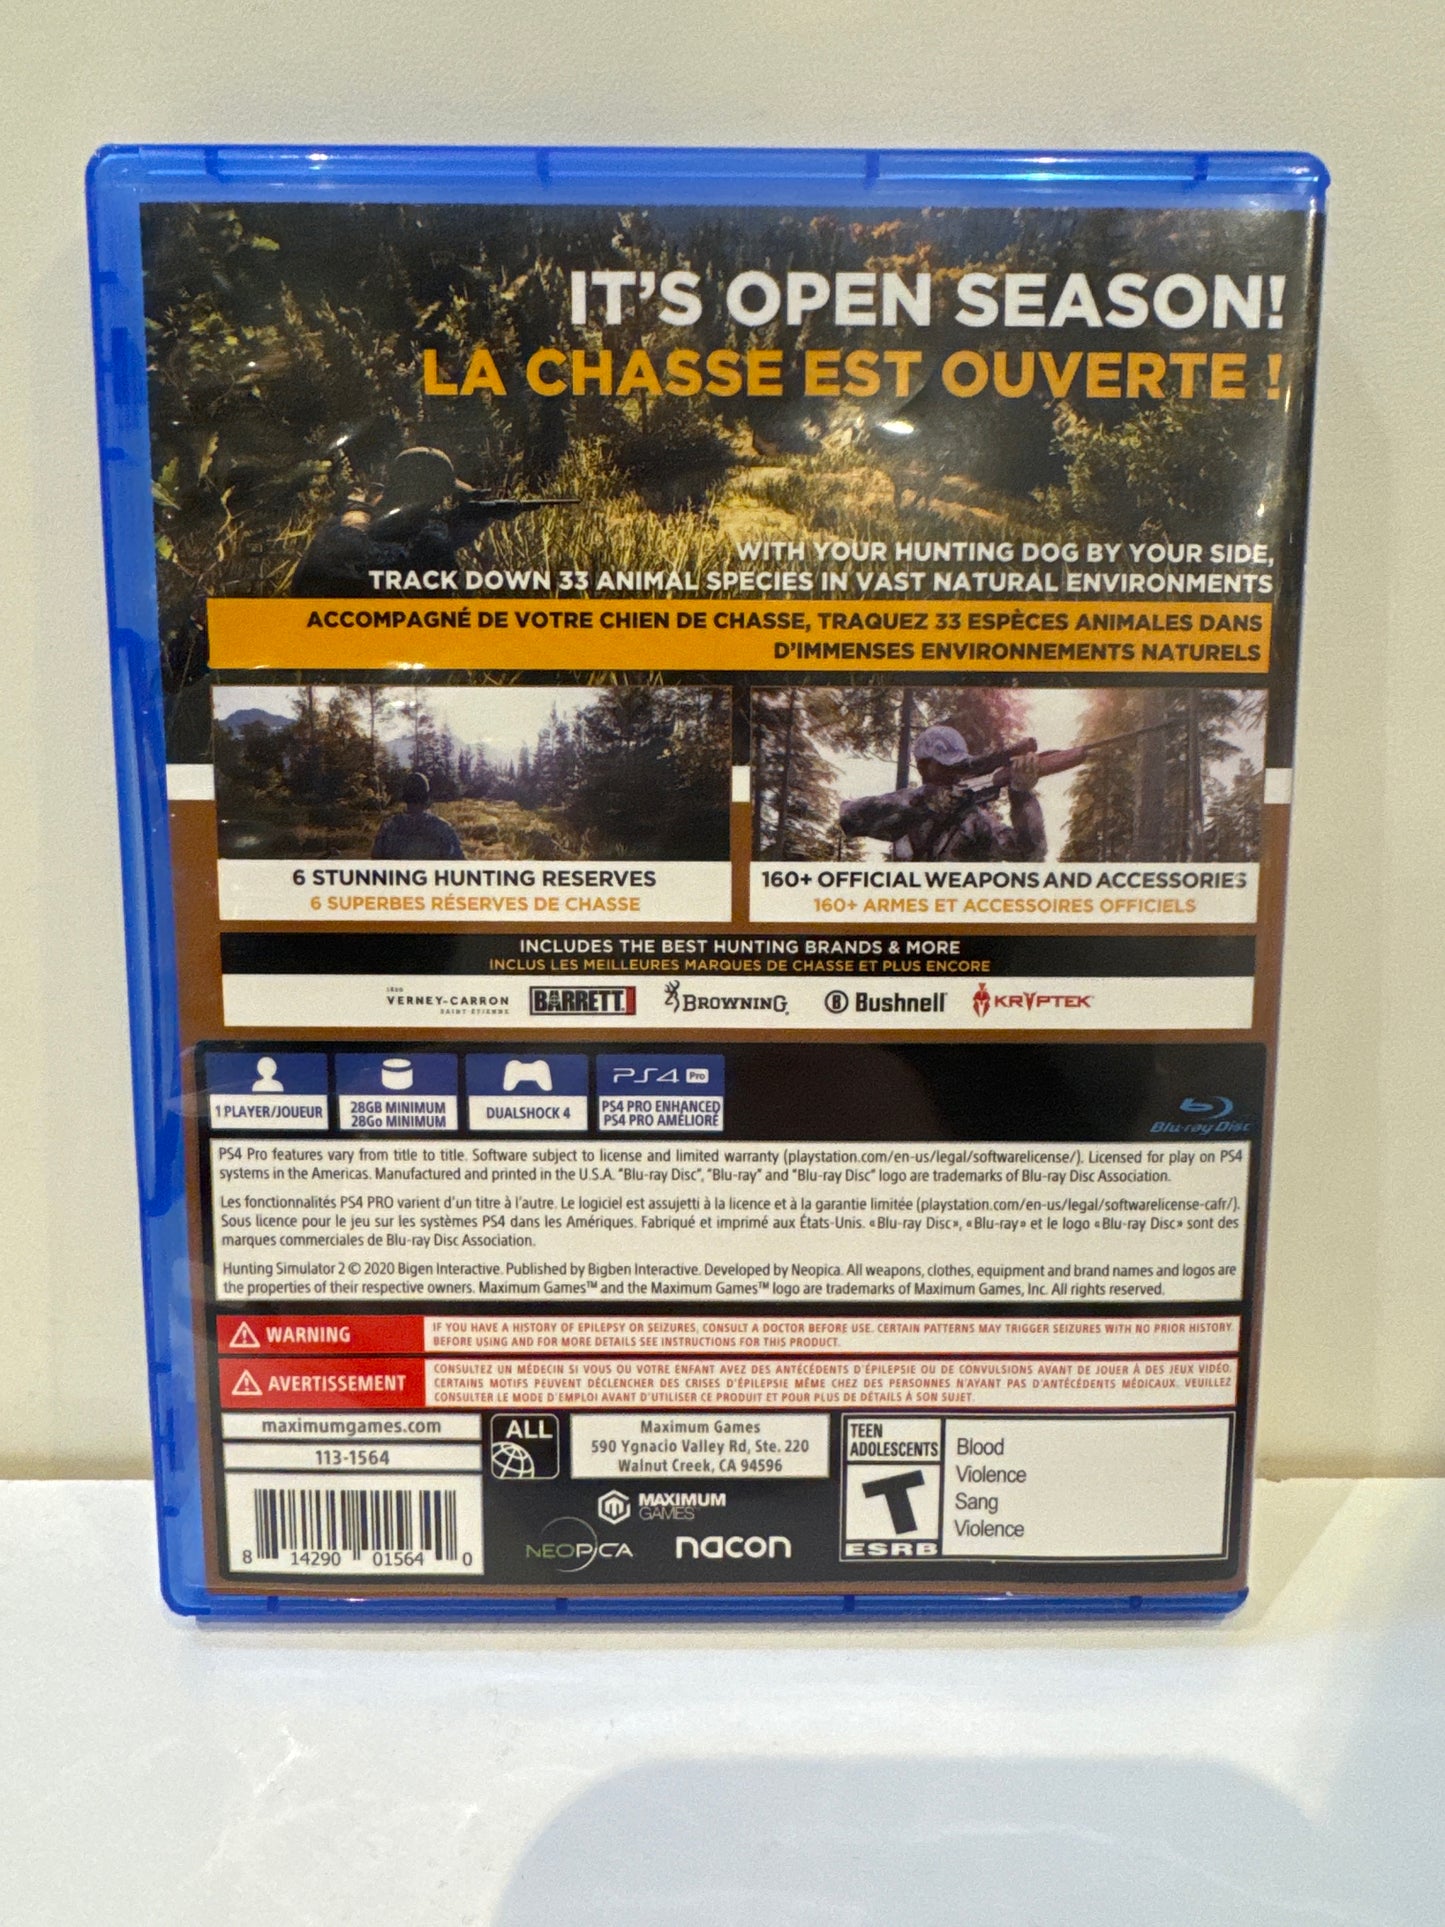 IT'S OPEN SEASON!
LA CHASSE EST OUVERTE !
WITH YOUR HUNTING DOG BY YOUR SIDE,
TRACK DOWN 33 ANIMAL SPECIES IN VAST NATURAL ENVIRONMENTS
ACCOMPAGNÉ DE VOTRE CHIEN DE CHASSE, TRAQUEZ 33 ESPÈCES ANIMALES DANS
D'IMMENSES ENVIRONNEMENTS NATURELS
6 STUNNING HUNTING RESERVES
6 SUPERBES RÉSERVES DE CHASSE
160+ OFFICIAL WEAPONS AND ACCESSORIES
160+ ARMES ET ACCESSOIRES OFFICIELS
INCLUDES THE BEST HUNTING BRANDS & MORE
INCLUS LES MEILLEURES MARQUES DE CHASSE ET PLUS ENCORE
VERNEY-CARRON
SAINT ETIENNE
BARRETT
BROWNING
B Bushnell
KRYPTEK
1 PLAYER/JOUEUR
28GB MINIMUM
28Go MINIMUM
DUALSHOCK 4
PS4 Pro
PS4 PRO ENHANCED
PS4 PRO AMÉLIORÉ
Blu-ray Disc
PS4 Pro features vary from title to title. Software subject to license and limited warranty (playstation.com/en-us/legal/softwarelicense/). Licensed for play on PS4
systems in the Americas. Manufactured and printed in the U.S.A. "Blu-ray Disc", "Blu-ray" and "Blu-ray Disc" logo are trademarks of Blu-ray Disc Association.
Les fonctionnalités PS4 PRO varient d'un titre à l'autre. Le logiciel est assujetti à la licence et à la garantie limitée (playstation.com/en-us/legal/softwarelicense-cafr/).
Sous licence pour le jeu sur les systèmes PS4 dans les Amériques. Fabriqué et imprimé aux États-Unis. «Blu-ray Disc», «Blu-ray» et le logo «Blu-ray Disc» sont des
marques commerciales de Blu-ray Disc Association.
Hunting Simulator 2 © 2020 Bigen Interactive. Published by Bigben Interactive. Developed by Neopica. All weapons, clothes, equipment and brand names and logos are
the properties of their respective owners. Maximum Games™ and the Maximum Games™ logo are trademarks of Maximum Games, Inc. All rights reserved.
WARNING
IF YOU HAVE A HISTORY OF EPILEPSY OR SEIZURES, CONSULT A DOCTOR BEFORE USE. CERTAIN PATTERNS MAY TRIGGER SEIZURES WITH NO PRIOR HISTORY.
BEFORE USING AND FOR MORE DETAILS SEE INSTRUCTIONS FOR THIS PRODUCT.
AVERTISSEMENT
CONSULTEZ UN MÉDECIN SI VOUS OU VOTRE ENFANT AVEZ DES ANTÉCÉDENTS D'ÉPILEPSIE OU DE CONVULSIONS AVANT DE JOUER À DES JEUX VIDÉO.
CERTAINS MOTIFS PEUVENT DÉCLENCHER DES CRISES D'ÉPILEPSIE MÊME CHEZ DES PERSONNES N'AYANT PAS D'ANTÉCÉDENTS MÉDICAUX. VEUILLEZ
CONSULTER LE MODE D'EMPLOI AVANT D'UTILISER CE PRODUIT ET POUR PLUS DE DÉTAILS À SON SUJET.
maximumgames.com
113-1564
8 14290 01564 0
ALL
Maximum Games
590 Ygnacio Valley Rd, Ste. 220
Walnut Creek, CA 94596
MAXIMUM
GAMES
NEOPICA
nacon
TEEN
ADOLESCENTS
T
ESRB
Blood
Violence
Sang
Violence